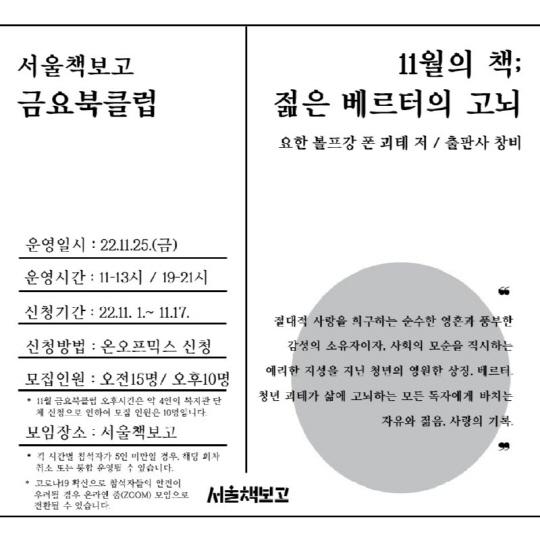 서울책보고
금요북클럽
11월의 책;
젊은 베르터의 고뇌
요한 볼프강 폰 괴테 저 / 출판사 창비
운영일시 : 22.11.25.(금)
운영시간 : 11-13시 / 19-21시
신청기간 : 22.11. 1.~ 11.17.
신청방법 : 온오프믹스 신청
모집인원 : 오전15명/ 오후10명
* 11월 금요북클럽 오후시간은 약 4인이 복지관 단
체 신청으로 인하여 모집 인원은 10명입니다.
모임장소 : 서울책보고
* 각 시간별 참석자가 5인 미만일 경우, 해당 회차
취소 또는 통합 운영될 수 있습니다.
* 코로나19 확산으로 참석자들의 안전이
우려될 경우 온라인 줌(ZOOM) 모임으로
전환될 수 있습니다.
❝
절대적 사랑을 희구하는 순수한 영혼과 풍부한
감성의 소유자이자, 사회의 모순을 직시하는
예리한 지성을 지닌 청년의 영원한 상징, 베르터.
청년 괴테가 삶에 고뇌하는 모든 독자에게 바치는
자유와 젊음, 사랑의 기록.
❞
서울책보고